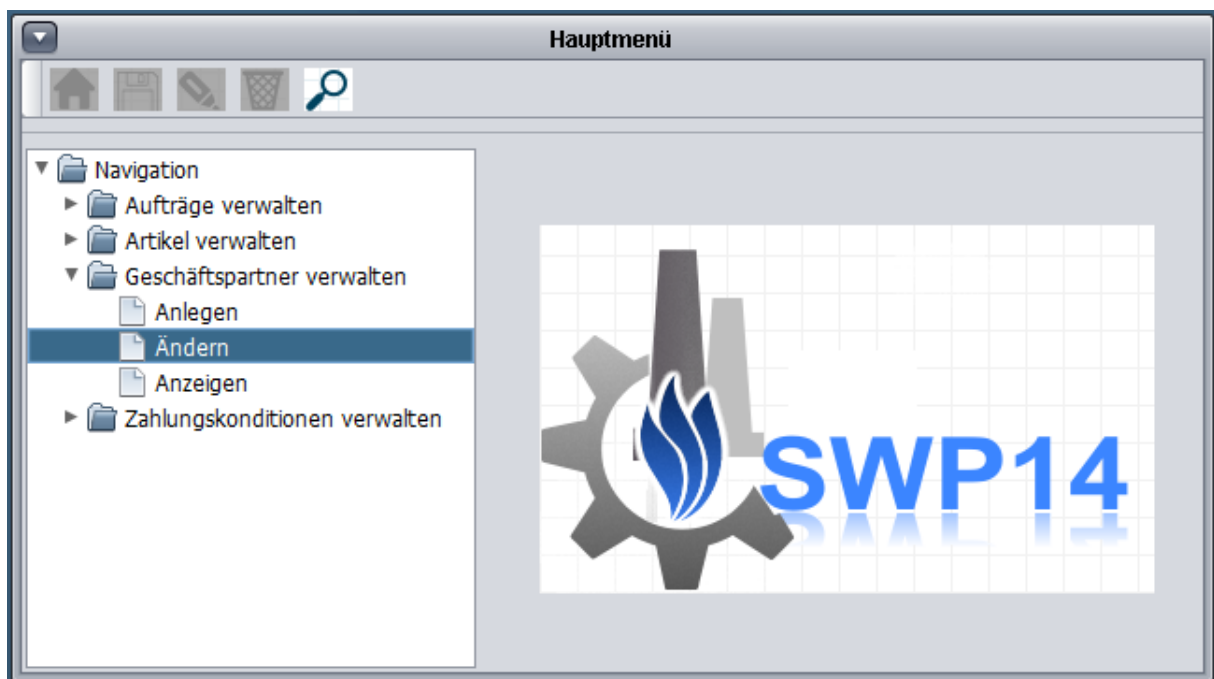 Hauptmenü
Navigation
Aufträge verwalten
Artikel verwalten
Geschäftspartner verwalten
Anlegen
Ändern
Anzeigen
Zahlungskonditionen verwalten
SWP14